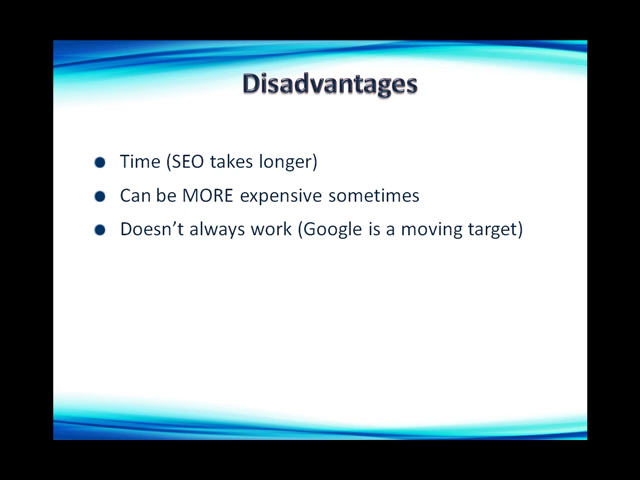 Disadvantages
Time (SEO takes longer)
Can be MORE expensive sometimes
Doesn't always work (Google is a moving target)